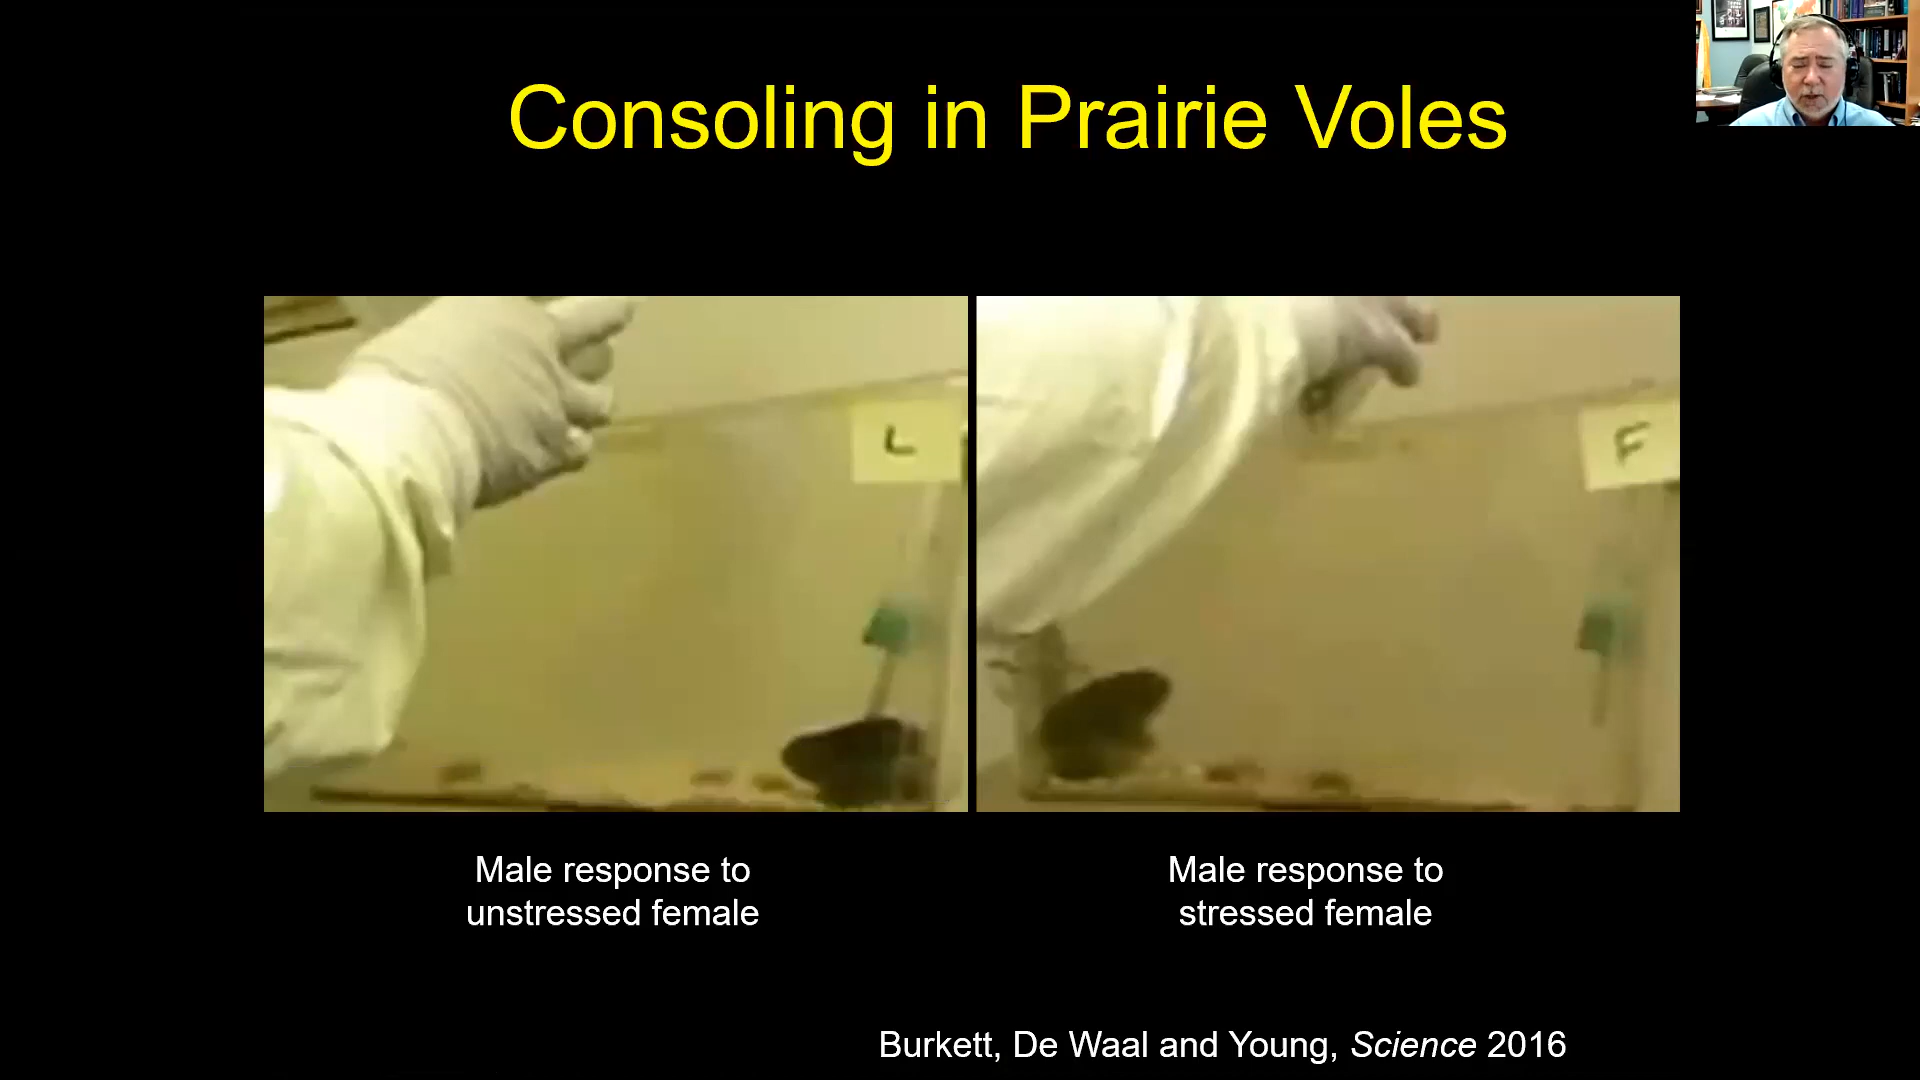 Consoling in Prairie Voles
L
F
Male response to
unstressed female
Male response to
stressed female
Burkett, De Waal and Young, Science 2016